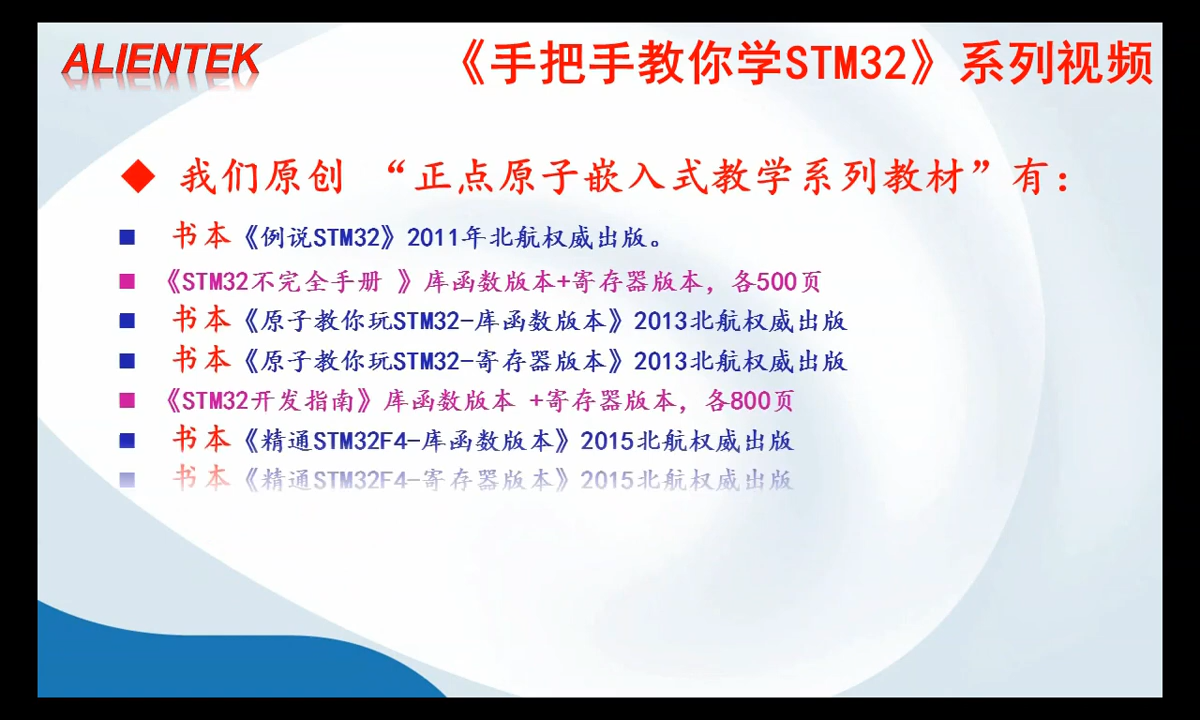 ALIENTEK
《手把手教你学STM32》系列视频
我们原创 “正点原子嵌入式教学系列教材”有：
书本《例说STM32》2011年北航权威出版。
《STM32不完全手册 》库函数版本+寄存器版本，各500页
书本《原子教你玩STM32-库函数版本》2013北航权威出版
书本《原子教你玩STM32-寄存器版本》2013北航权威出版
《STM32开发指南》库函数版本 +寄存器版本，各800页
书本《精通STM32F4-库函数版本》2015北航权威出版
书本《精通STM32F4-寄存器版本》2015北航权威出版